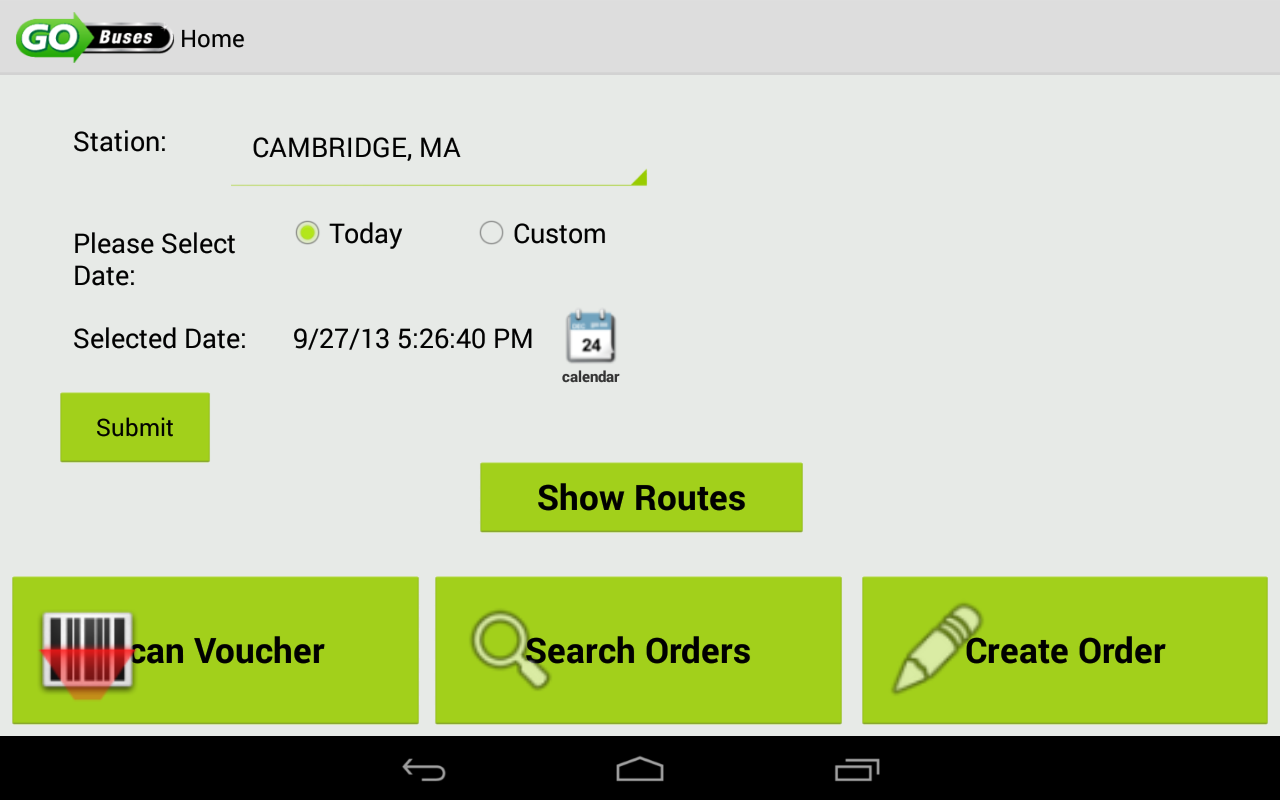 GO Buses Home
Station:
CAMBRIDGE, MA
Please Select
Date:
Today
Custom
Selected Date:
9/27/13 5:26:40 PM
24
calendar
Submit
Show Routes
can Voucher
Search Orders
Create Order